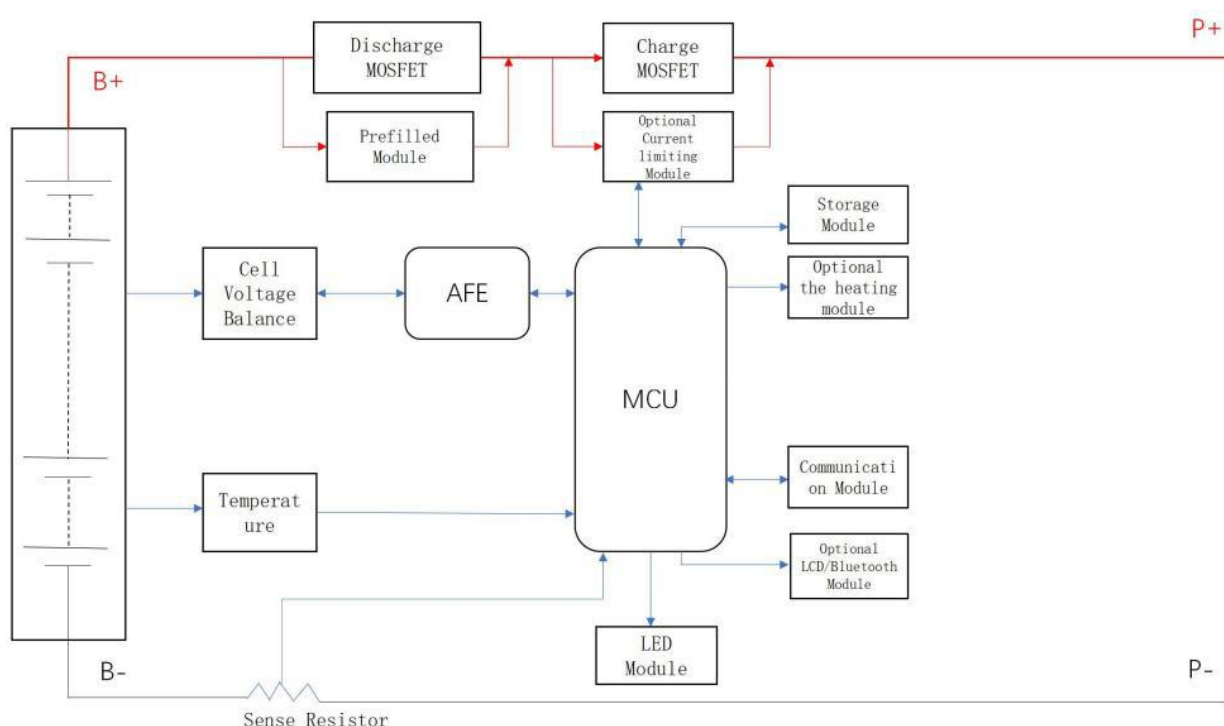 P+
Discharge
MOSFET
Charge
MOSFET
B+
Prefilled
Module
Optional
Current
limiting
Module
Storage
Module
Cell
Voltage
Balance
AFE
Optional
the heating
module
MCU
Temperat
ure
Communicati
on Module
Optional
LCD/Bluetooth
Module
LED
Module
B-
P-
Sense Resistor